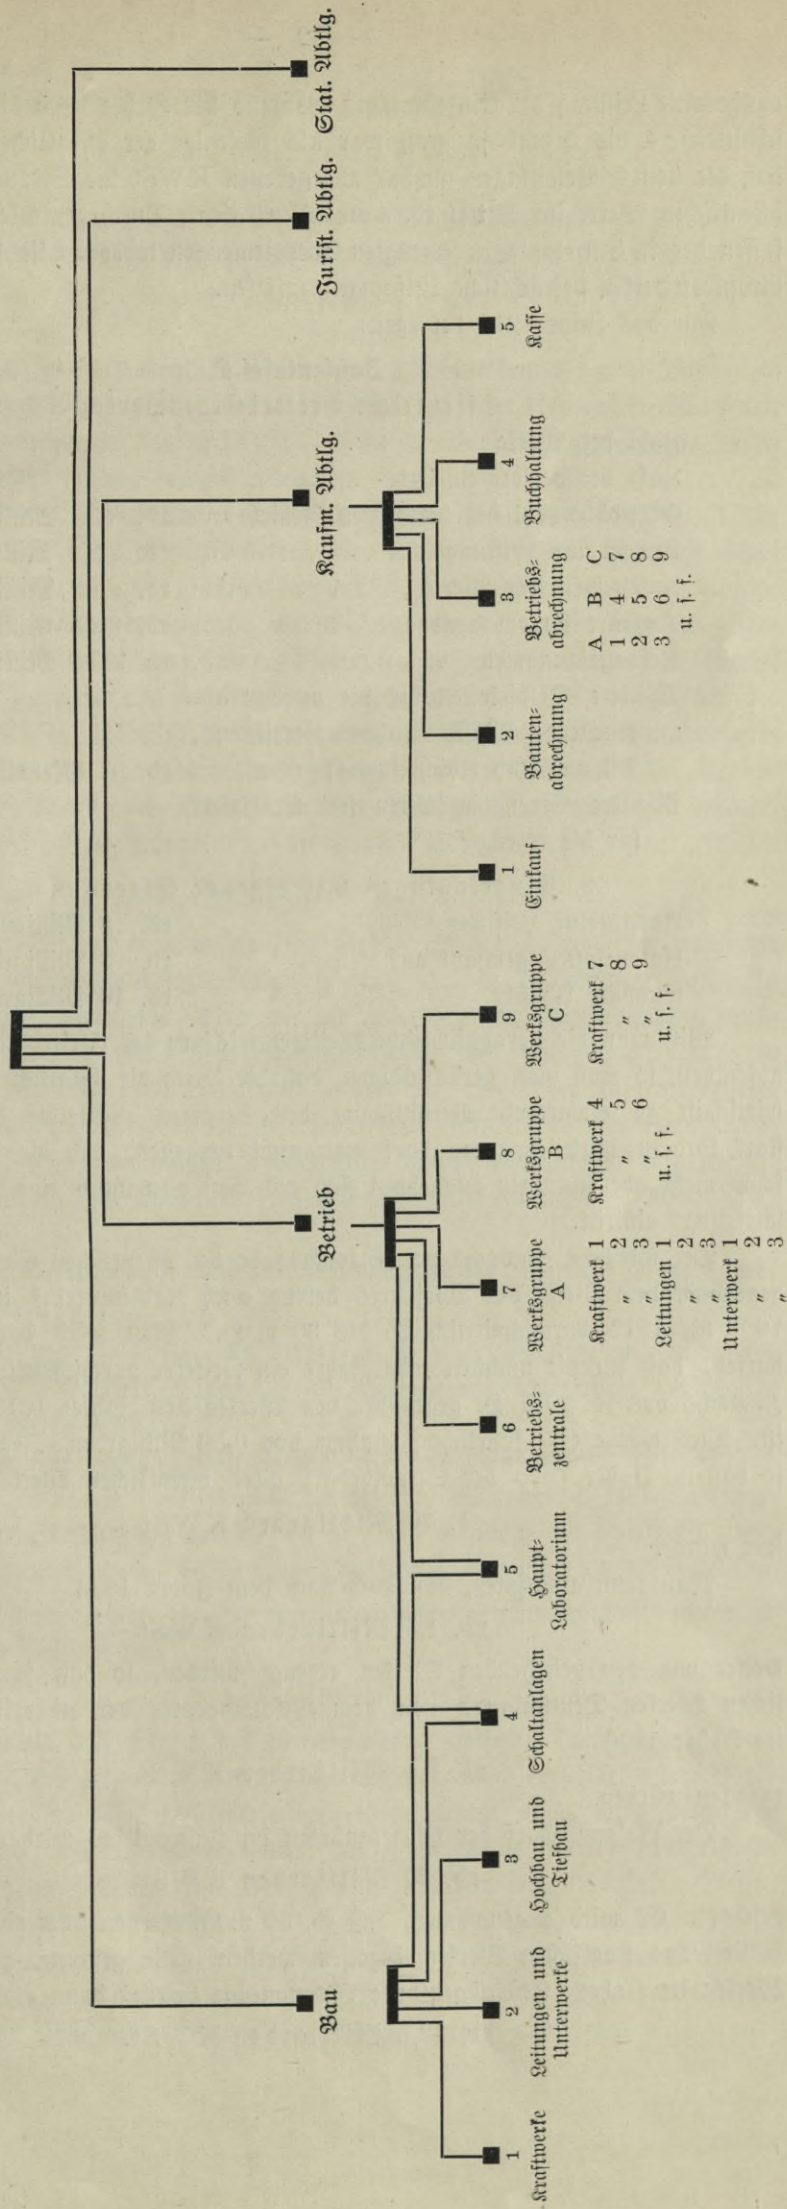 Bau
Betrieb
Kaufm. Abtlg.
Jurist. Abtlg.
Stat. Abtlg.
1
Kraftwerke
2
Leitungen und
Unterwerke
3
Hochbau und
Tiefbau
4
Schaltanlagen
5
Haupt-
Laboratorium
6
Betriebs-
zentrale
7
Werksgruppe
A
Kraftwerk 1
„ 2
„ 3
Leitungen 1
„ 2
„ 3
Unterwerk 1
„ 2
„ 3
8
Werksgruppe
B
Kraftwerk 4
„ 5
„ 6
u. s. f.
9
Werksgruppe
C
Kraftwerk 7
„ 8
„ 9
u. s. f.
1
Einkauf
2
Bauten-
abrechnung
3
Betriebs-
abrechnung
A B C
1 4 7
2 5 8
3 6 9
u. s. f.
4
Buchhaltung
5
Kasse